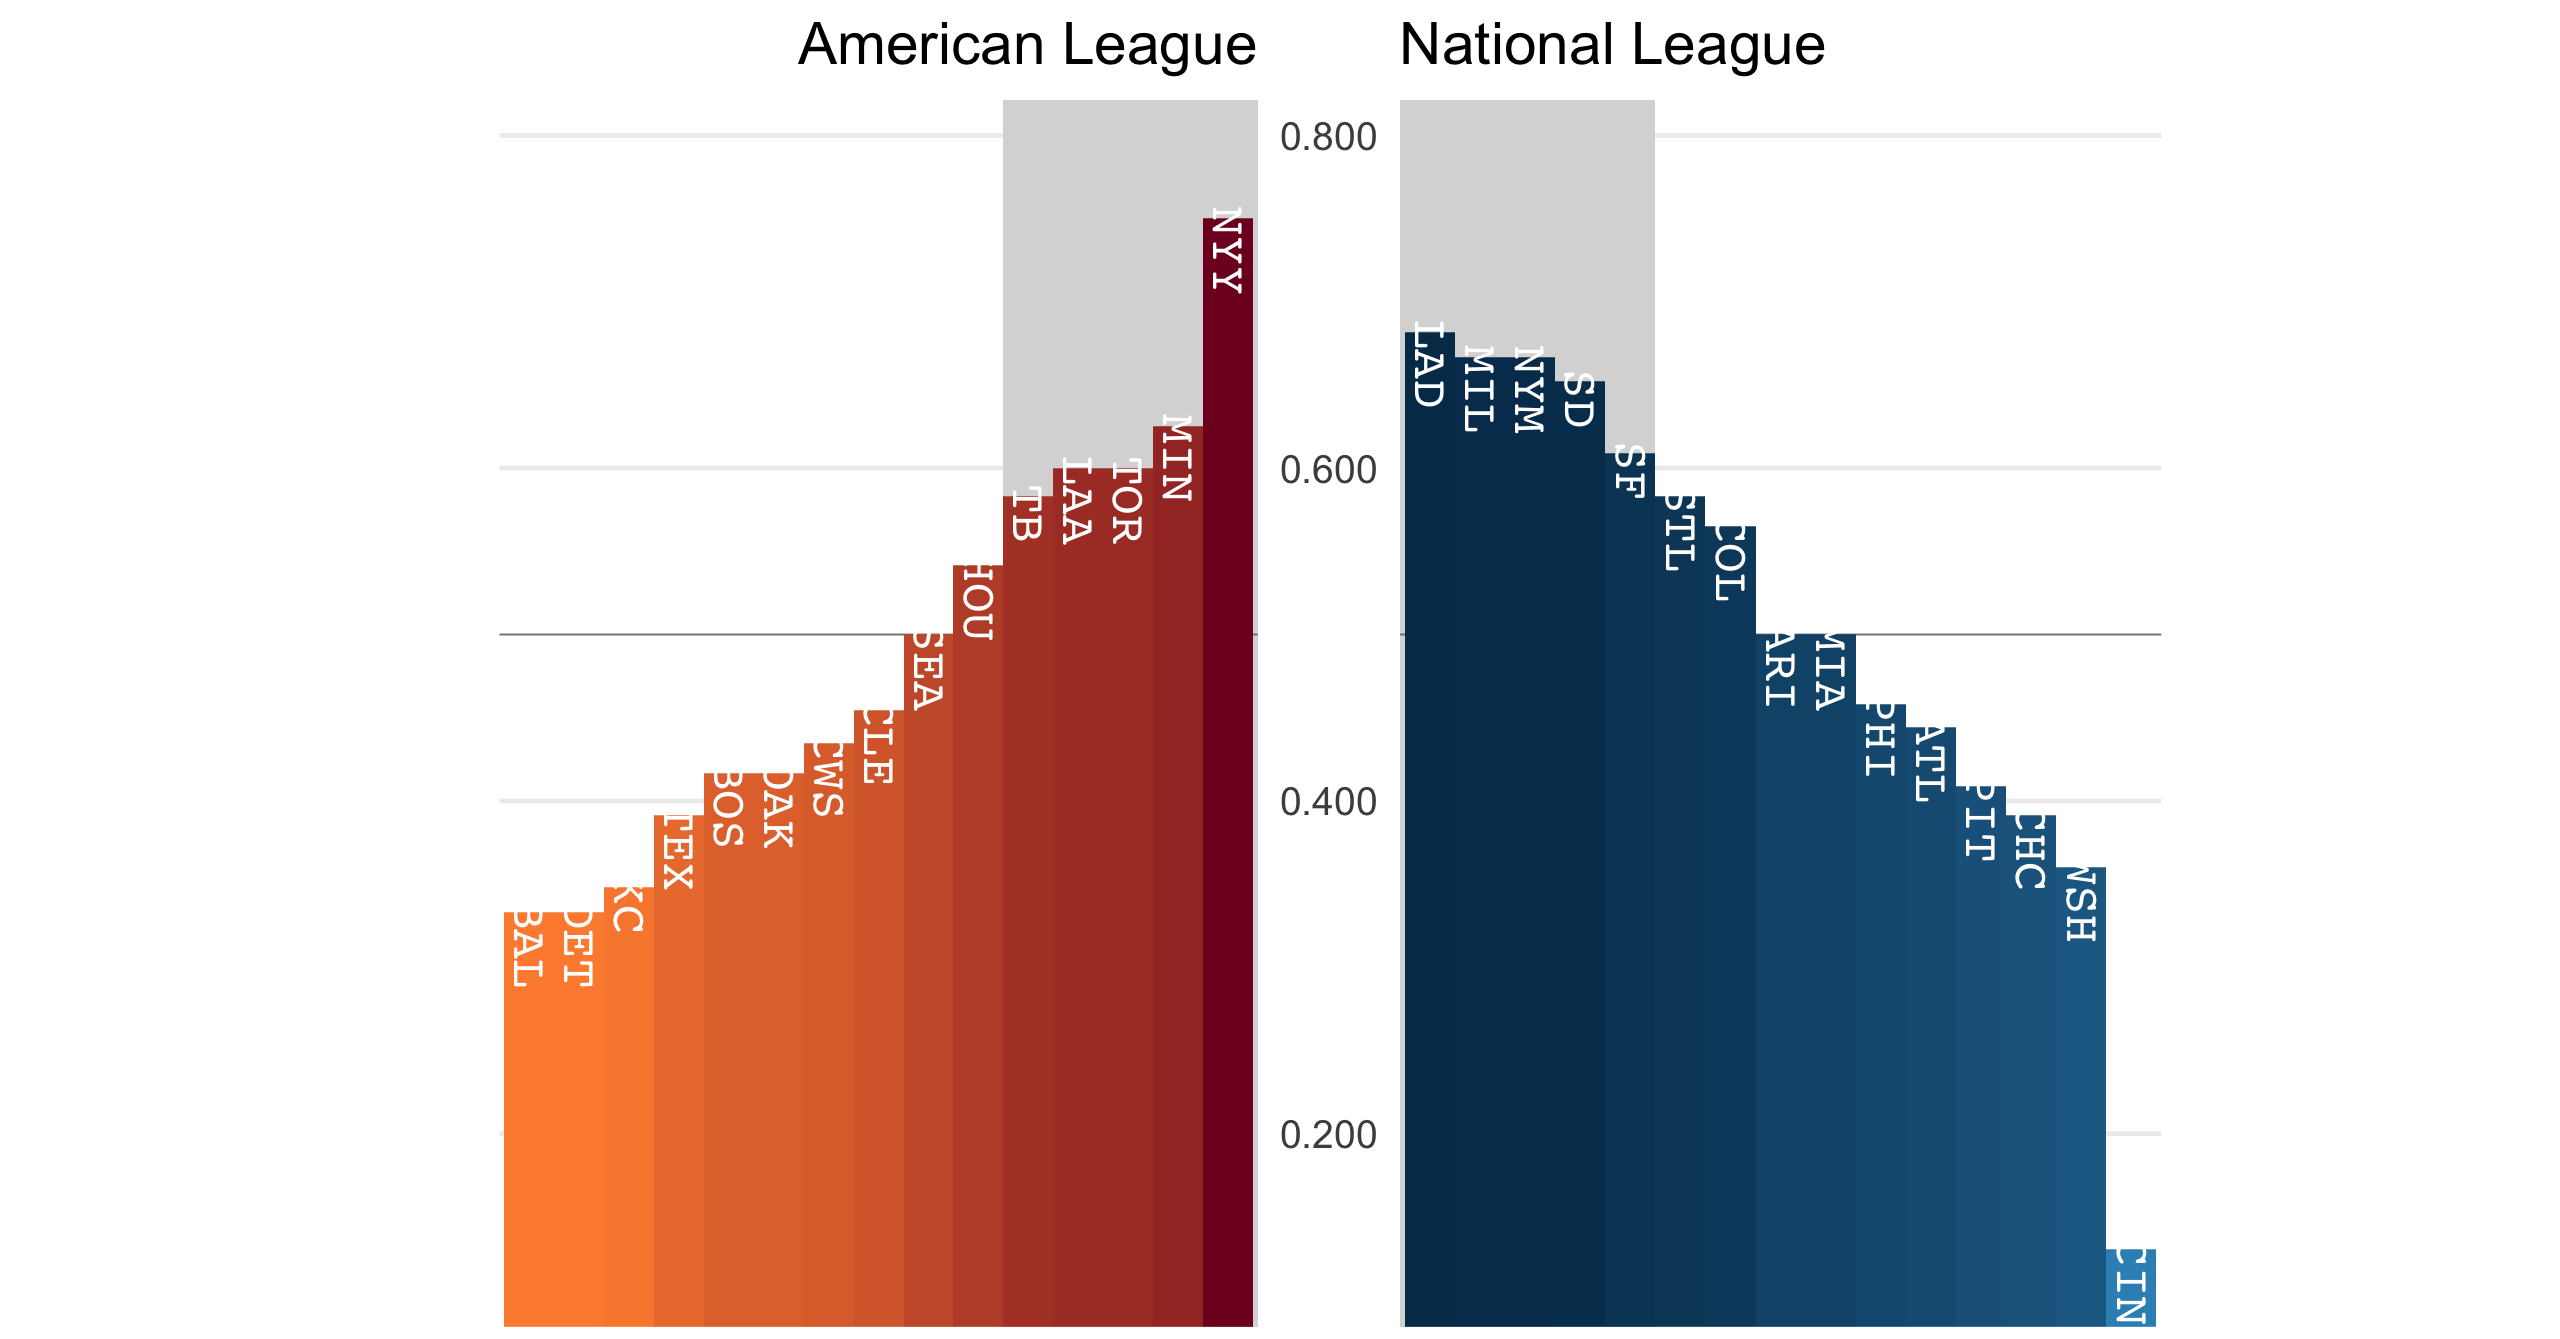 American League
National League
0.800
0.600
0.400
0.200
BAL
DET
KC
TEX
BOS
OAK
CWS
CLE
SEA
HOU
TB
LAA
TOR
MIN
NYY
LAD
MIL
NYM
SD
SF
STL
COL
ARI
MIA
PHI
ATL
PIT
CHC
WSH
CIN